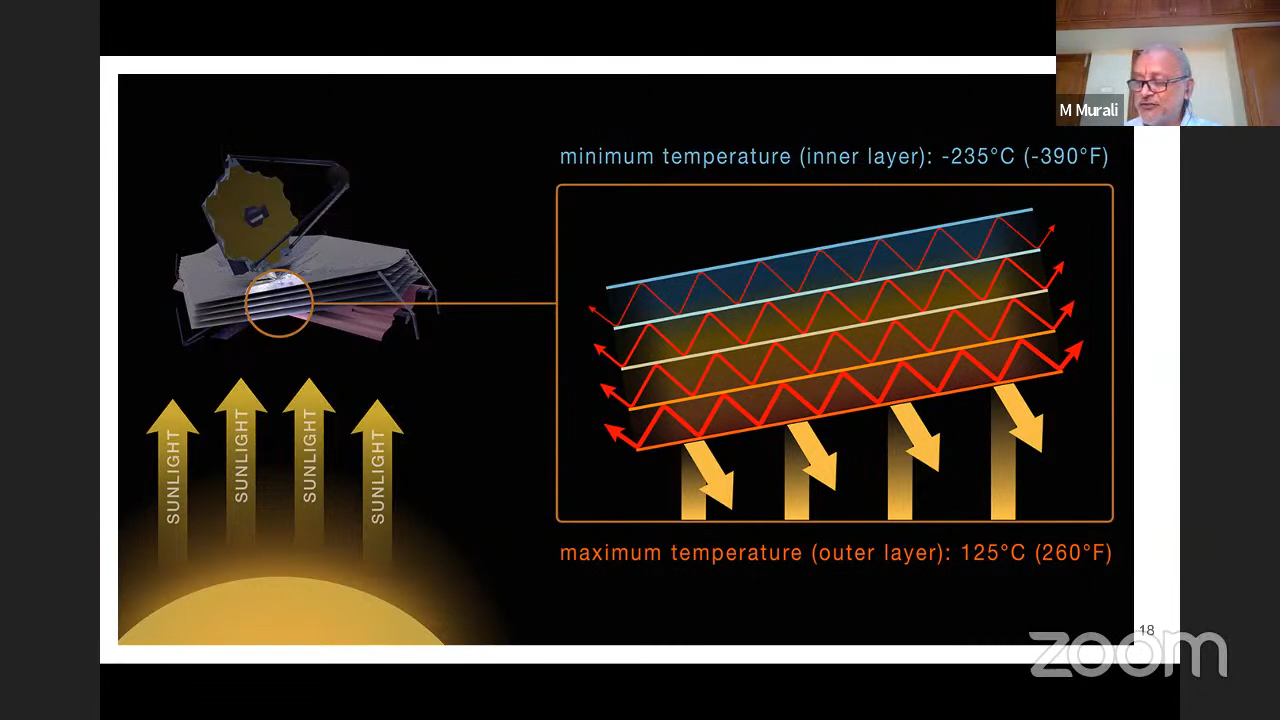 M Murali
minimum temperature (inner layer): -235°C (-390°F)
SUNLIGHT
SUNLIGHT
SUNLIGHT
SUNLIGHT
maximum temperature (outer layer): 125°C (260°F)
18
zoom